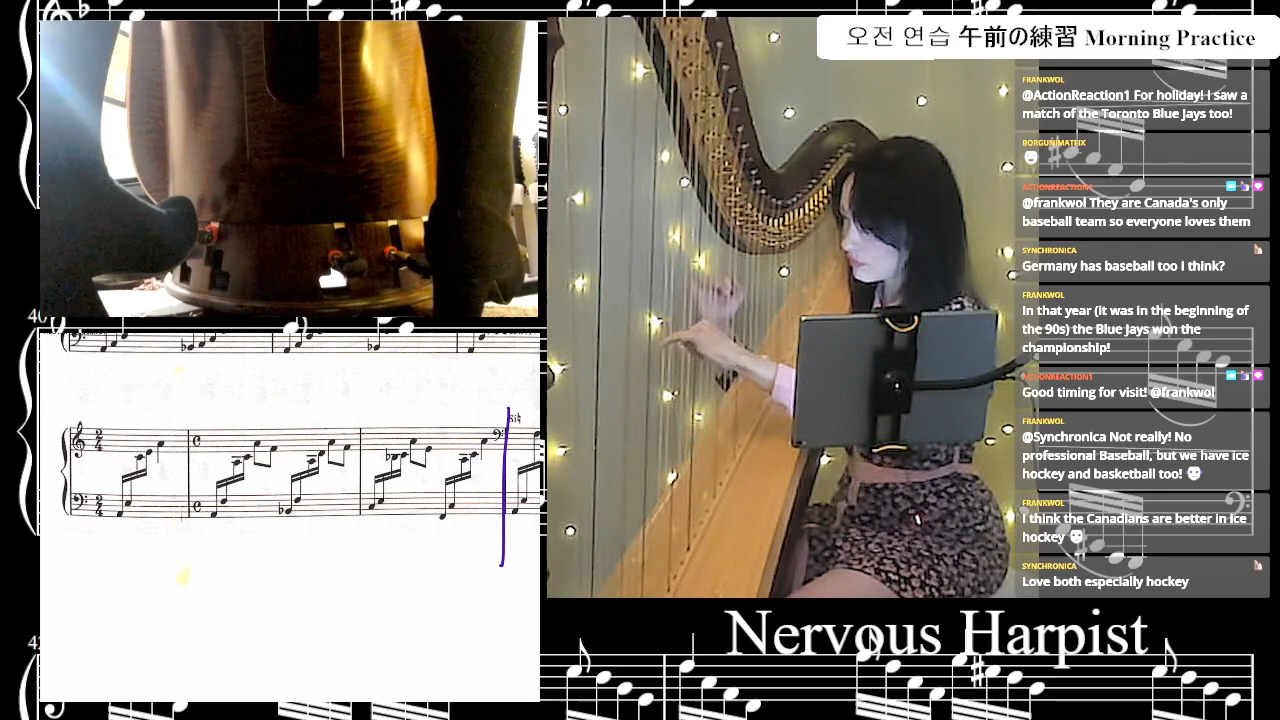 오전 연습 午前の練習 Morning Practice
FRANKWOL
@ActionReaction1 For holiday! I saw a
match of the Toronto Blue Jays too!
BORGUNIMATEIX
ACTIONREACTION1
@frankwol They are Canada's only
baseball team so everyone loves them
SYNCHRONICA
Germany has baseball too I think?
FRANKWOL
In that year (it was in the beginning of
the 90s) the Blue Jays won the
championship!
ACTIONREACTION1
Good timing for visit! @frankwol
FRANKWOL
@Synchronica Not really! No
professional Baseball, but we have ice
hockey and basketball too!
FRANKWOL
I think the Canadians are better in ice
hockey
SYNCHRONICA
Love both especially hockey
Nervous Harpist
40
Si♮
42